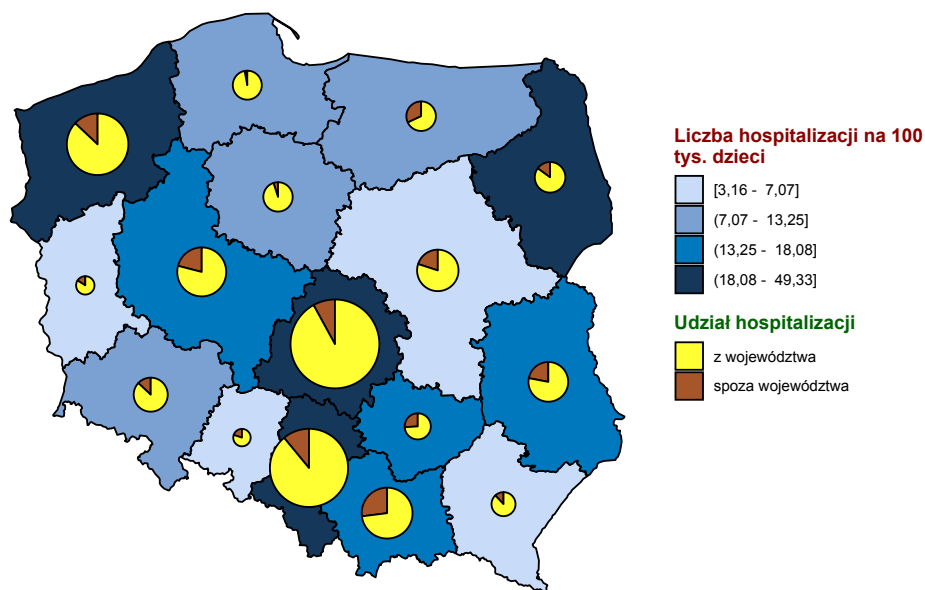 Liczba hospitalizacji na 100
tys. dzieci
[3,16 - 7,07]
(7,07 - 13,25]
(13,25 - 18,08]
(18,08 - 49,33]
Udział hospitalizacji
z województwa
spoza województwa